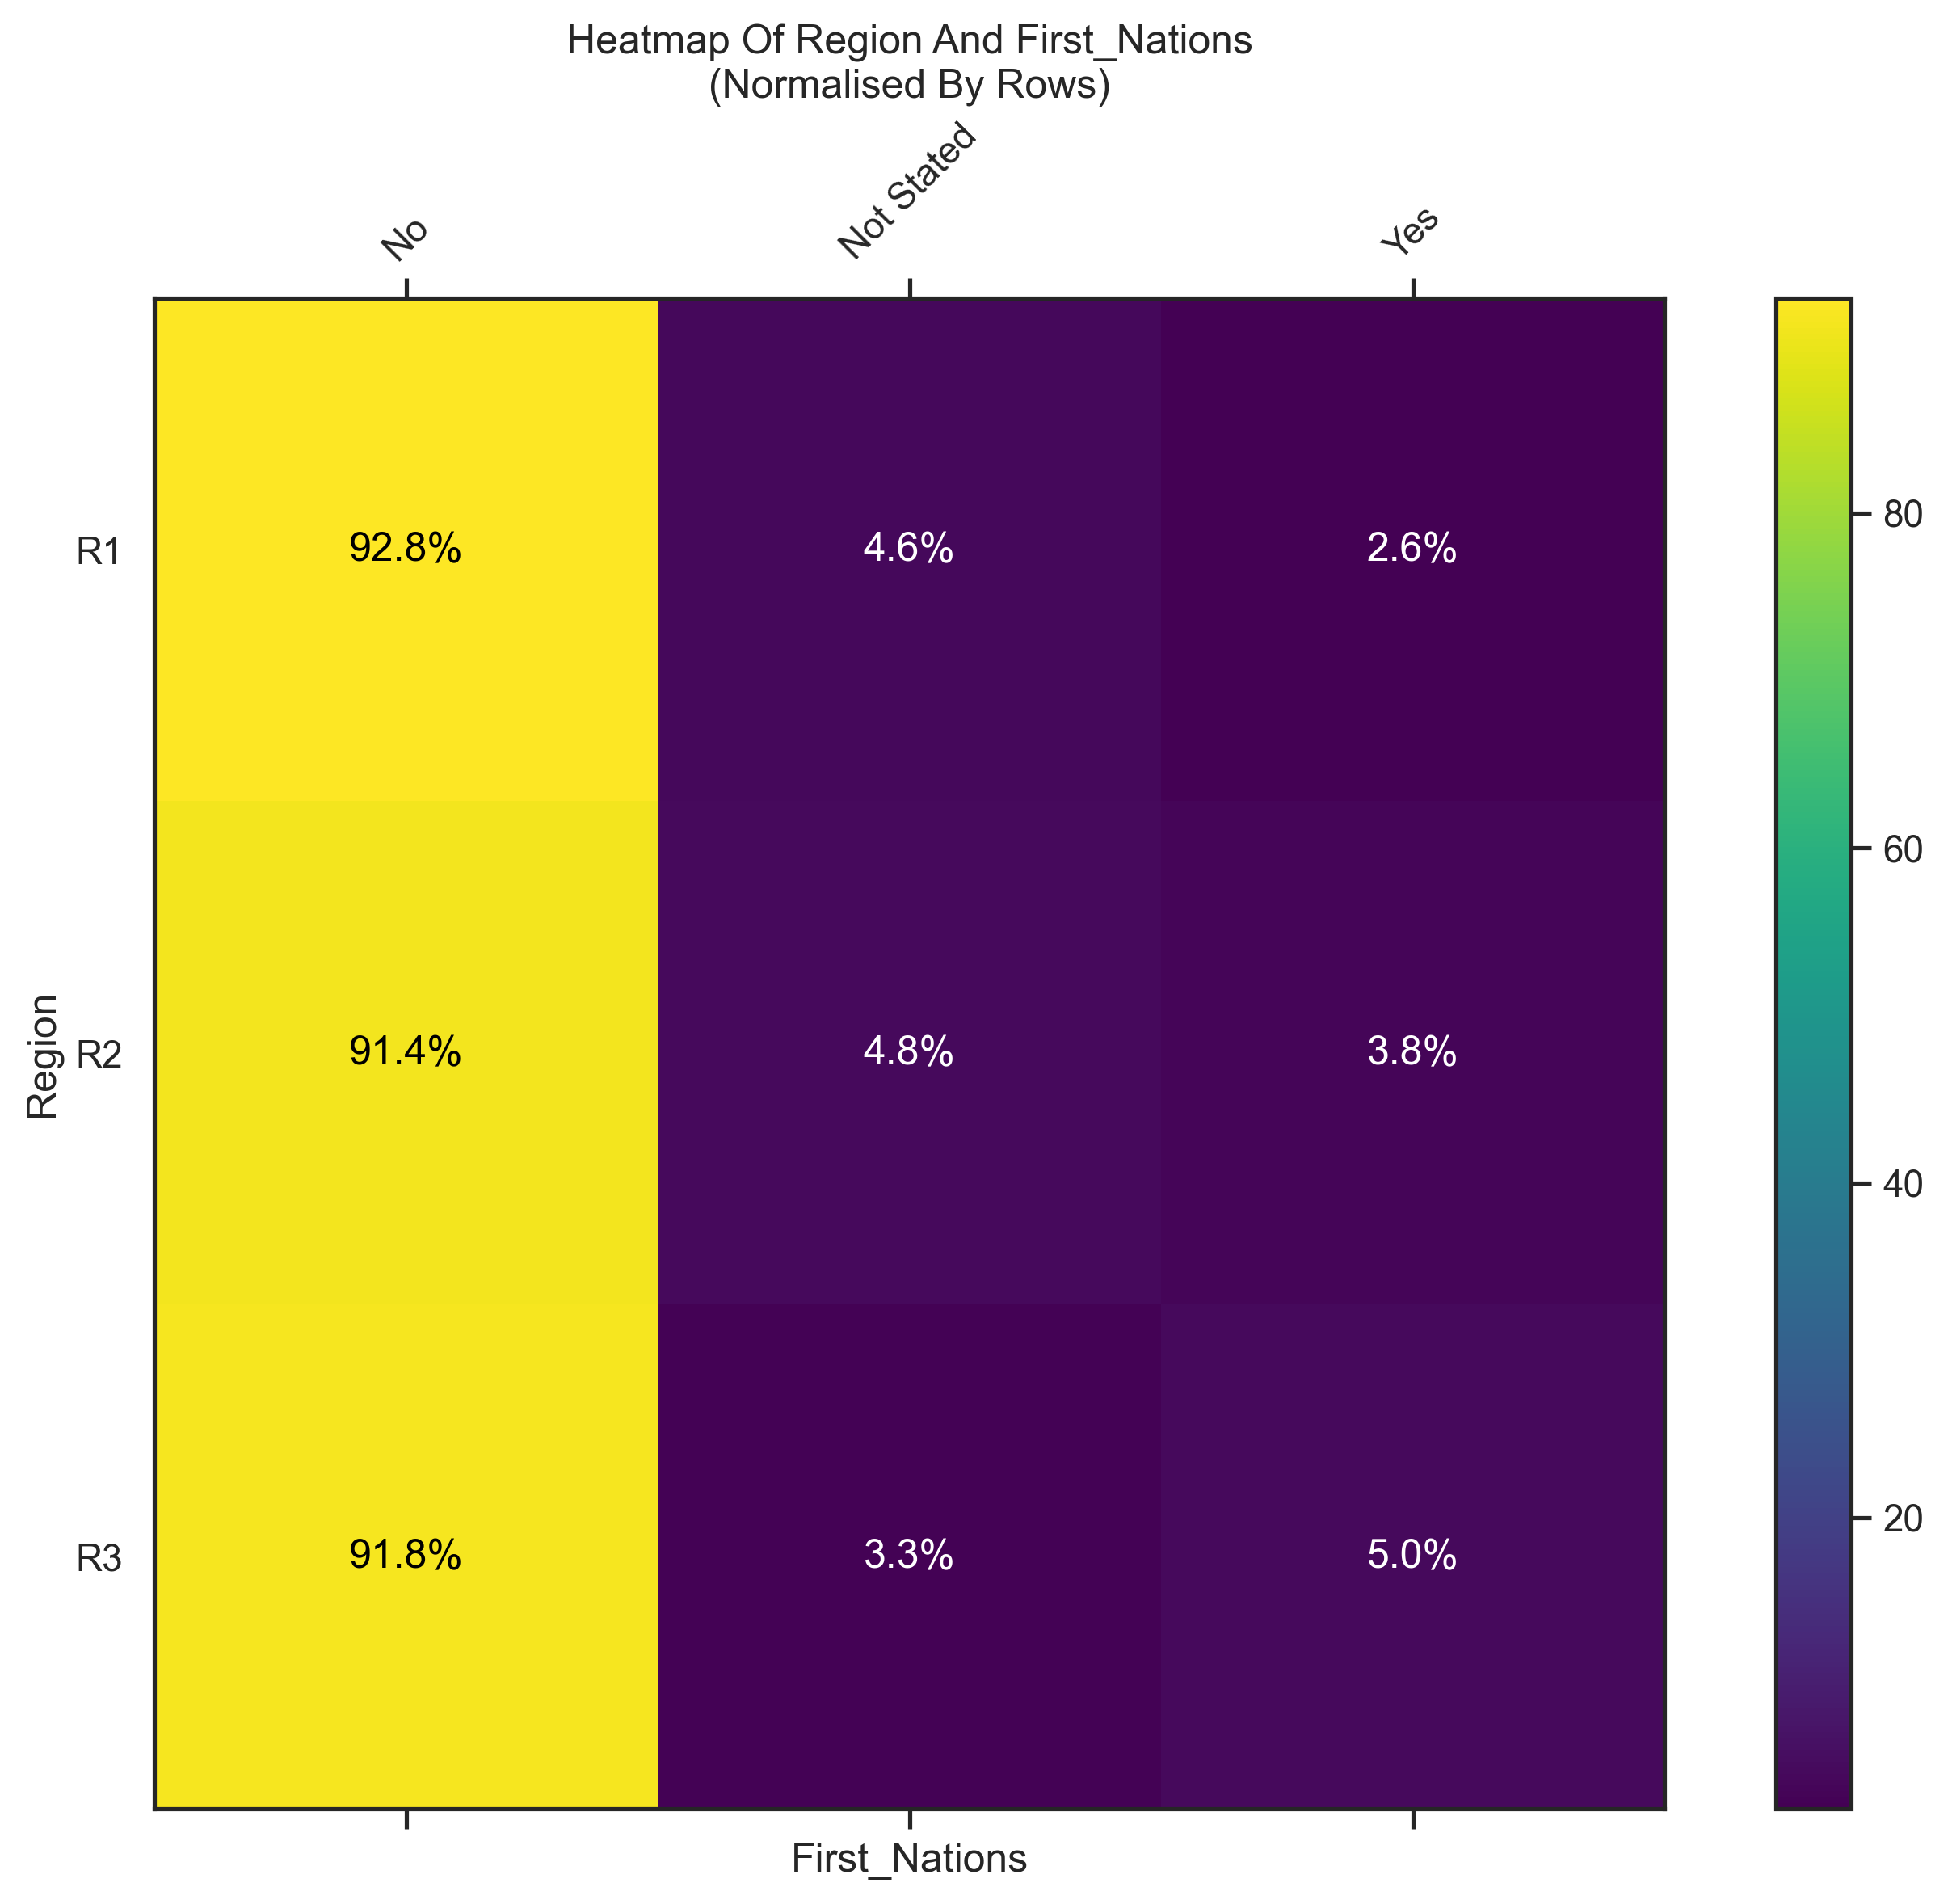 Heatmap Of Region And First_Nations
(Normalised By Rows)
No
Not Stated
Yes
R1
92.8%
4.6%
2.6%
R2
91.4%
4.8%
3.8%
R3
91.8%
3.3%
5.0%
Region
First_Nations
80
60
40
20